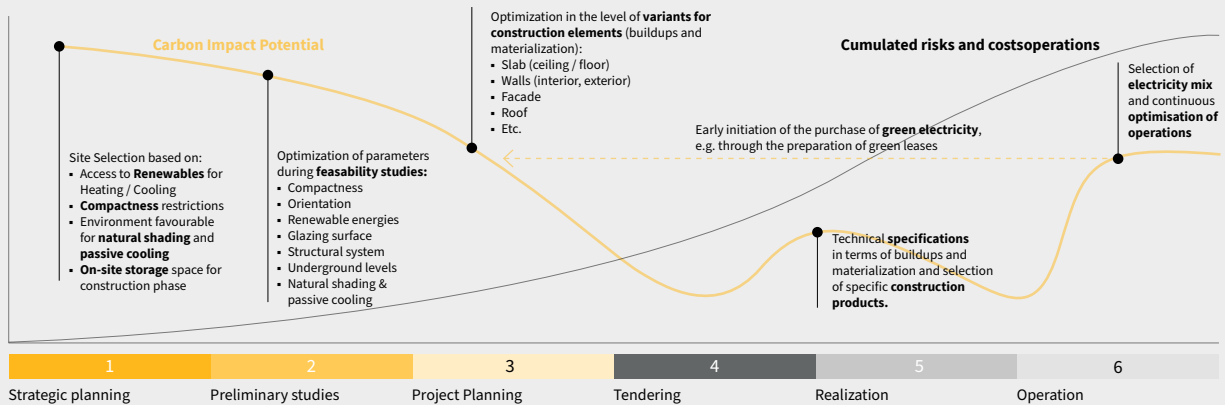 Carbon Impact Potential
Cumulated risks and costsoperations
Site Selection based on:
▪ Access to Renewables for
Heating / Cooling
▪ Compactness restrictions
▪ Environment favourable
for natural shading and
passive cooling
▪ On-site storage space for
construction phase
Optimization of parameters
during feasability studies:
▪ Compactness
▪ Orientation
▪ Renewable energies
▪ Glazing surface
▪ Structural system
▪ Underground levels
▪ Natural shading &
passive cooling
Optimization in the level of variants for
construction elements (buildups and
materialization):
▪ Slab (ceiling / floor)
▪ Walls (interior, exterior)
▪ Facade
▪ Roof
▪ Etc.
Early initiation of the purchase of green electricity,
e.g. through the preparation of green leases
Technical specifications
in terms of buildups and
materialization and selection
of specific construction
products.
Selection of
electricity mix
and continuous
optimisation of
operations
1
2
3
4
5
6
Strategic planning
Preliminary studies
Project Planning
Tendering
Realization
Operation